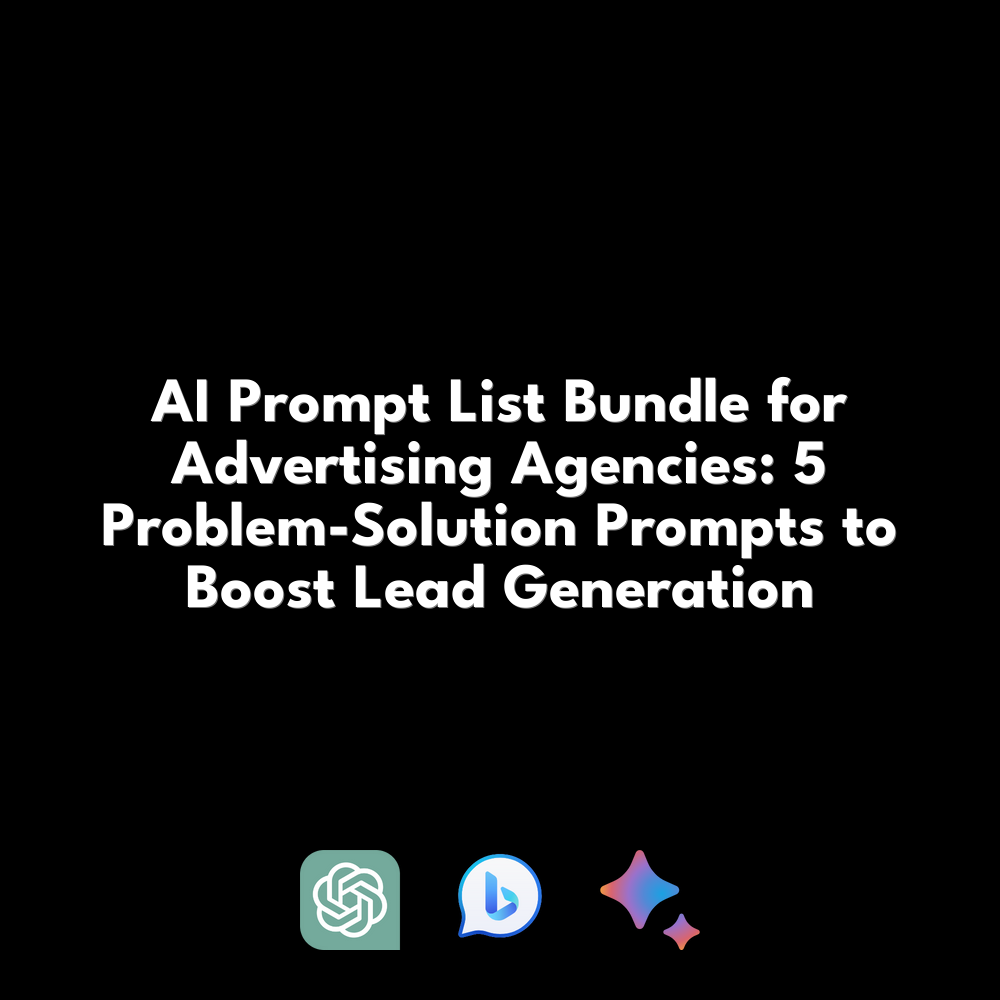 AI Prompt List Bundle for
Advertising Agencies: 5
Problem-Solution Prompts to
Boost Lead Generation